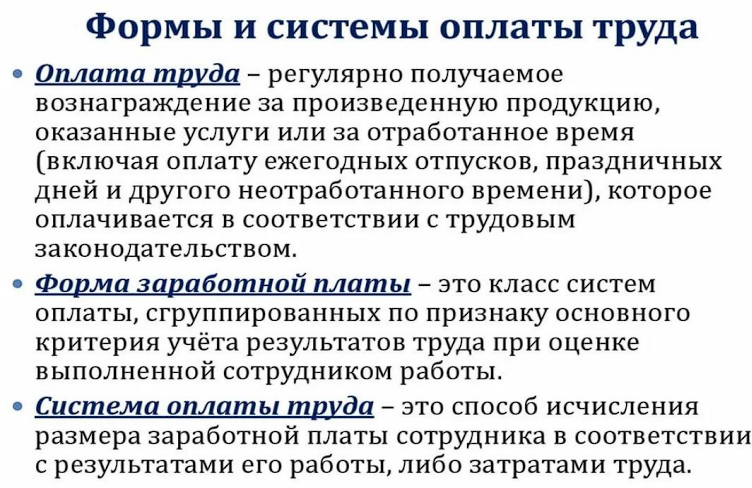 Формы и системы оплаты труда
• Оплата труда – регулярно получаемое
вознаграждение за произведенную продукцию,
оказанные услуги или за отработанное время
(включая оплату ежегодных отпусков, праздничных
дней и другого неотработанного времени), которое
оплачивается в соответствии с трудовым
законодательством.
• Форма заработной платы – это класс систем
оплаты, сгруппированных по признаку основного
критерия учёта результатов труда при оценке
выполненной сотрудником работы.
• Система оплаты труда – это способ исчисления
размера заработной платы сотрудника в соответствии
с результатами его работы, либо затратами труда.